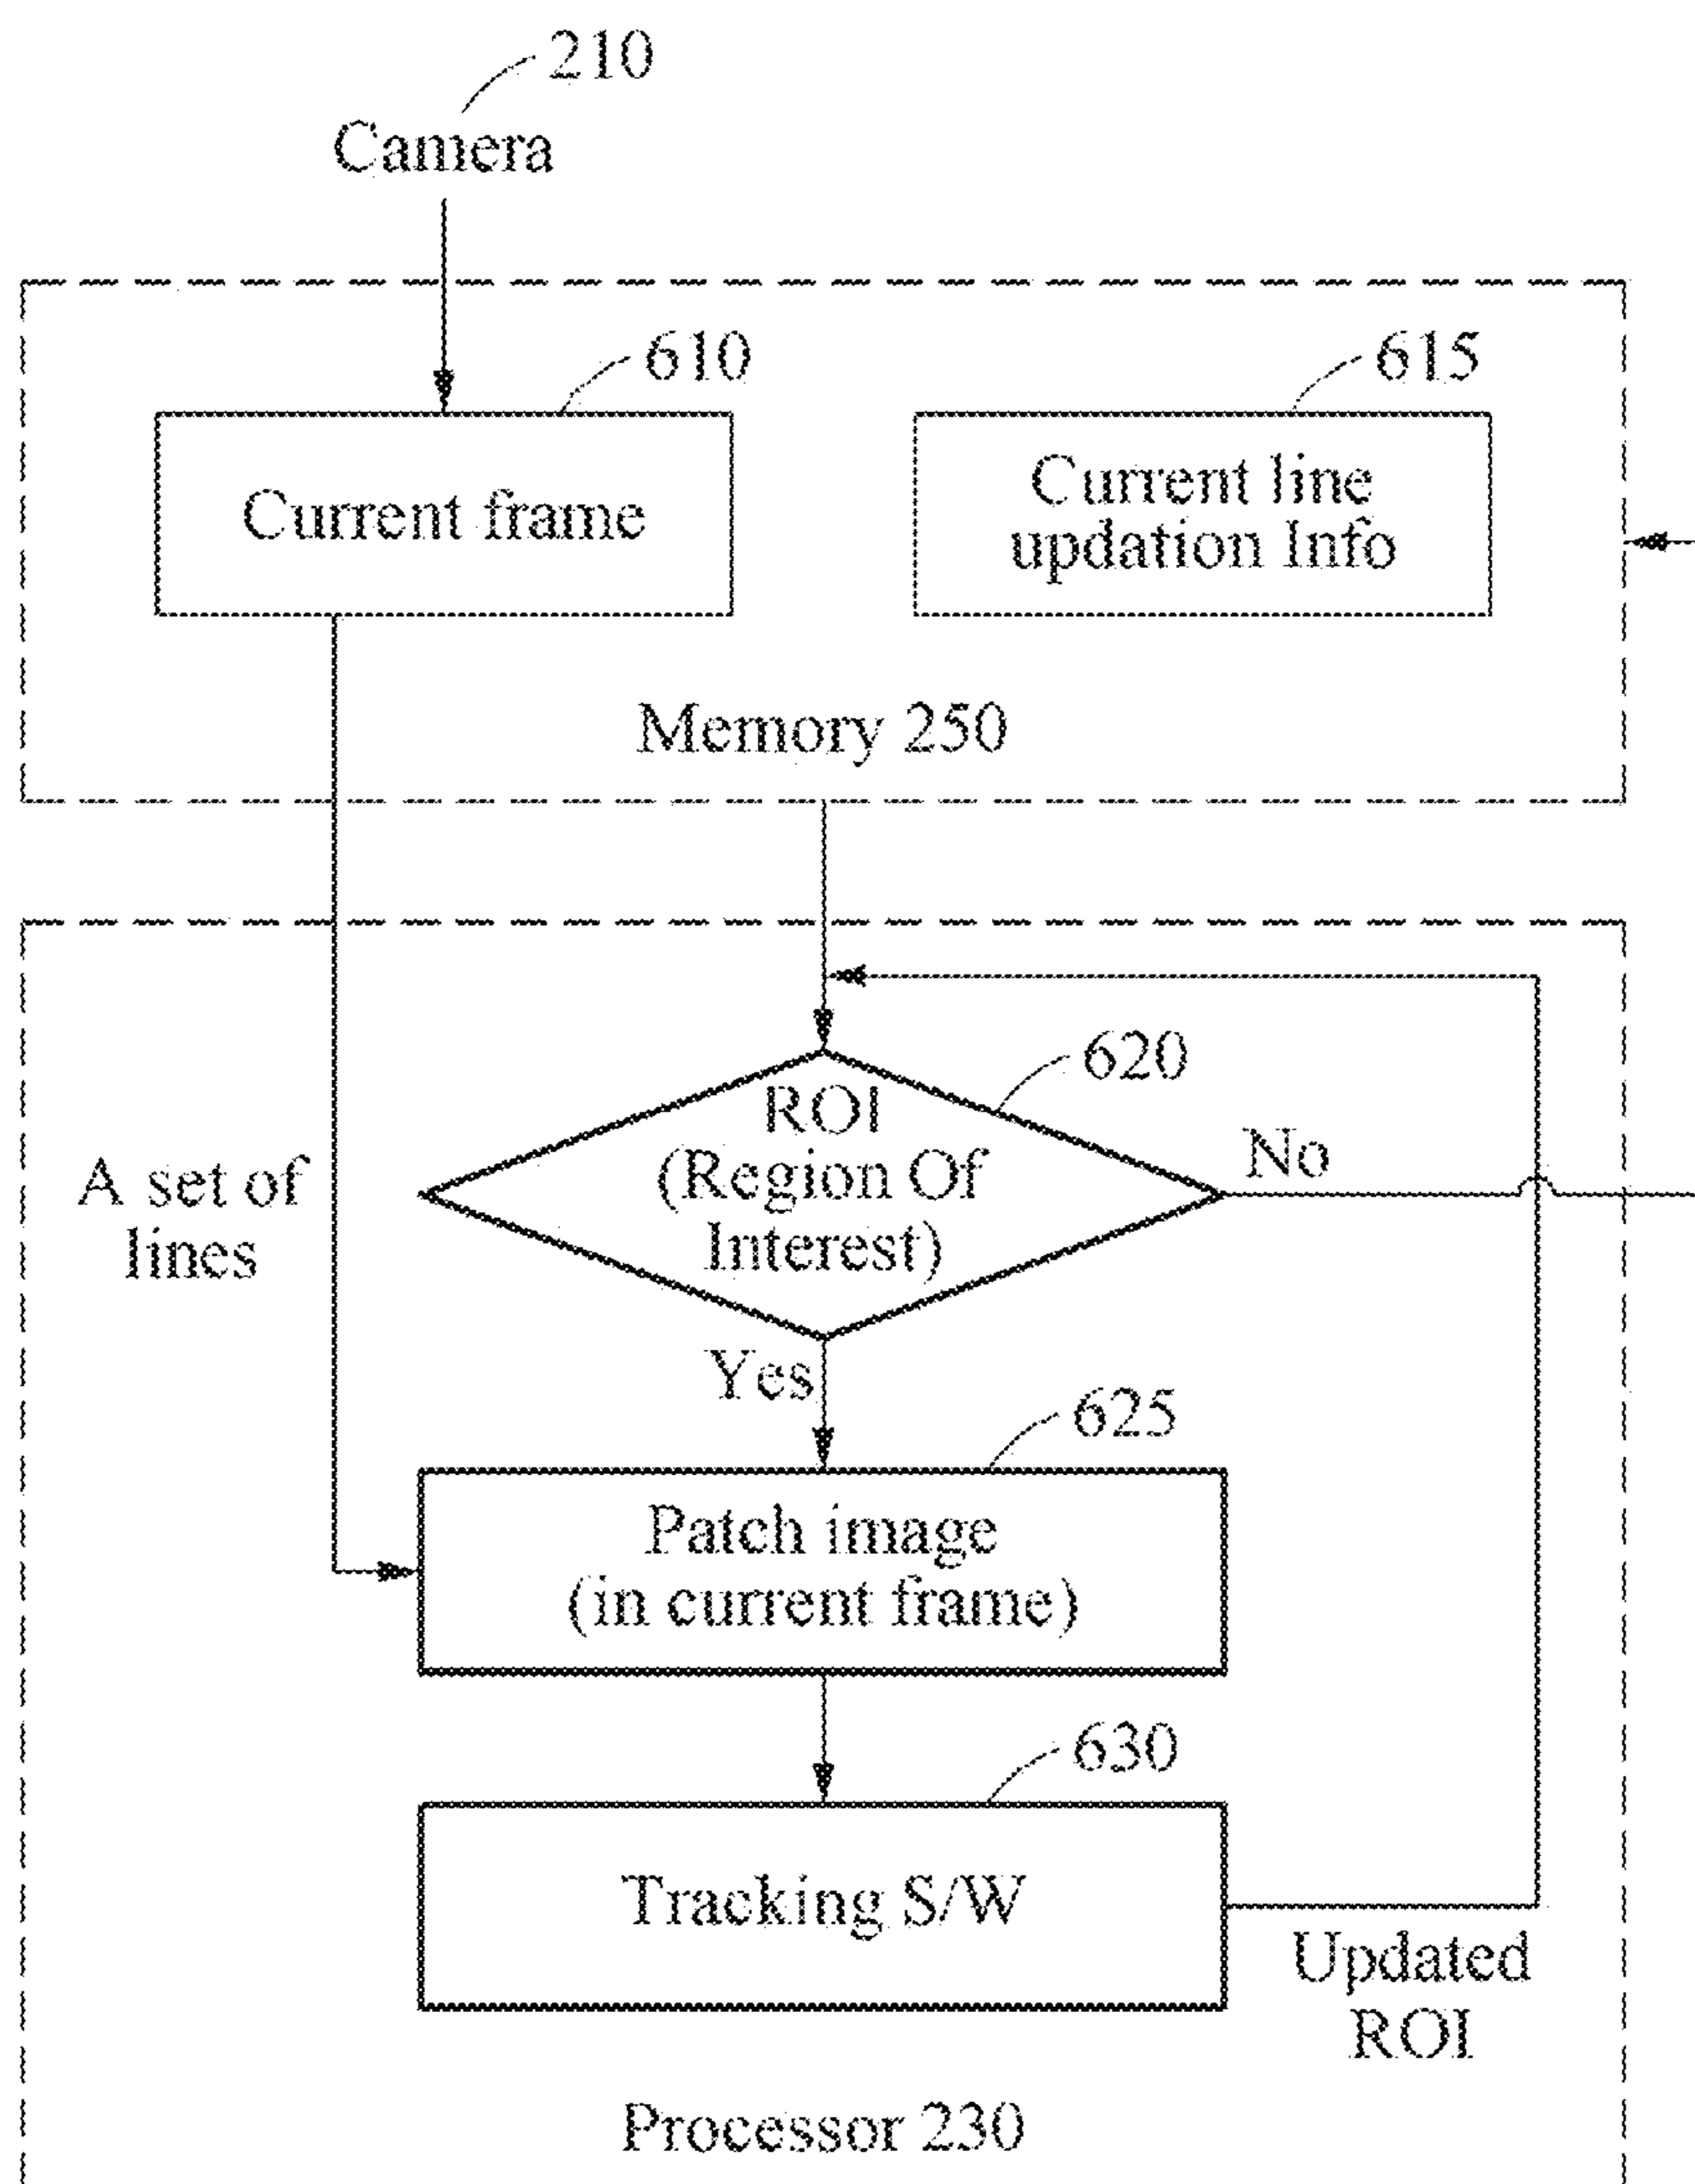 210
Camera
610
615
Current frame
Current line
updation Info
Memory 250
620
ROI
(Region Of
Interest)
No
A set of
lines
Yes
625
Patch image
(in current frame)
630
Tracking S/W
Updated
ROI
Processor 230